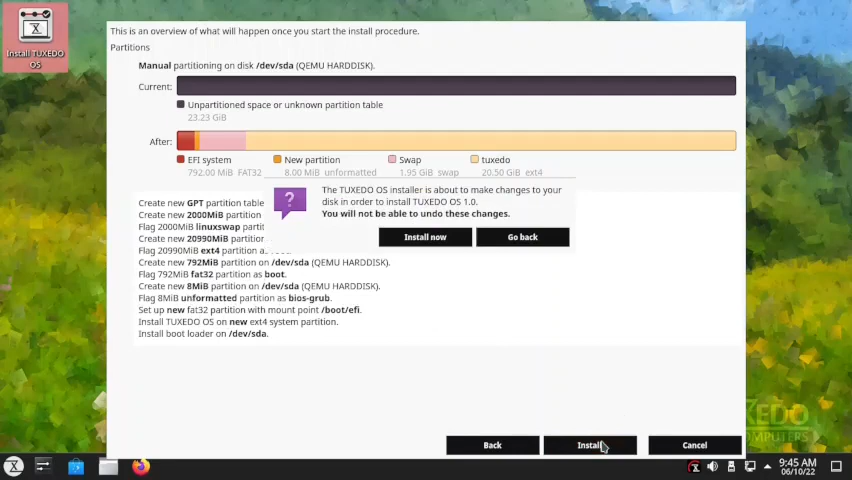 Install TUXEDO
OS
This is an overview of what will happen once you start the install procedure.
Partitions
Manual partitioning on disk /dev/sda (QEMU HARDDISK).
Current:
Unpartitioned space or unknown partition table
23.23 GiB
After:
EFI system New partition Swap tuxedo
792.00 MiB FAT32 8.00 MiB unformatted 1.95 GiB swap 20.50 GiB ext4
The TUXEDO OS installer is about to make changes to your
disk in order to install TUXEDO OS 1.0.
You will not be able to undo these changes.
Install now Go back
Create new GPT partition table
Create new 2000MiB partition
Flag 2000MiB linuxswap
Create new 20990MiB
Flag 20990MiB ext4 partition as
Create new 792MiB partition on /dev/sda (QEMU HARDDISK).
Flag 792MiB fat32 partition as boot.
Create new 8MiB partition on /dev/sda (QEMU HARDDISK).
Flag 8MiB unformatted partition as bios-grub.
Set up new fat32 partition with mount point /boot/efi.
Install TUXEDO OS on new ext4 system partition.
Install boot loader on /dev/sda.
Back Install Cancel
9:45 AM
06/10/22